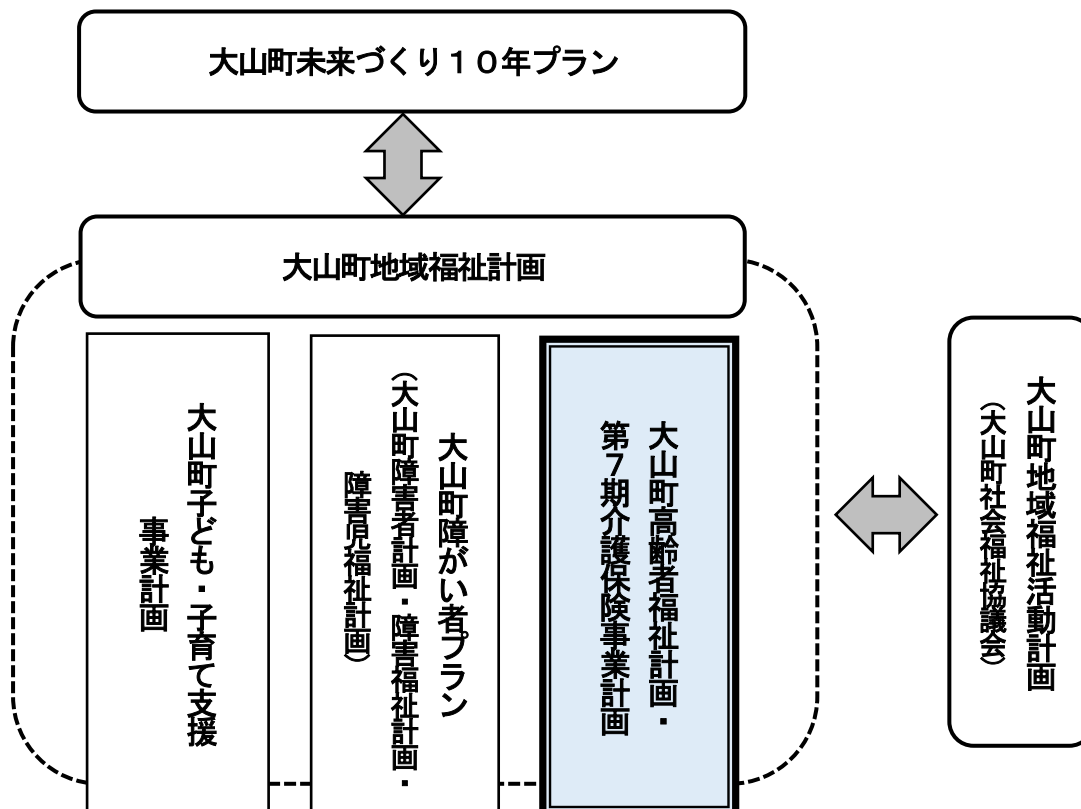 大山町未来づくり１０年プラン
大山町地域福祉計画
大山町子ども・子育て支援
事業計画
大山町障がい者プラン
（大山町障害者計画・障害福祉計画・
障害児福祉計画）
大山町高齢者福祉計画・
第７期介護保険事業計画
大山町地域福祉活動計画
（大山町社会福祉協議会）